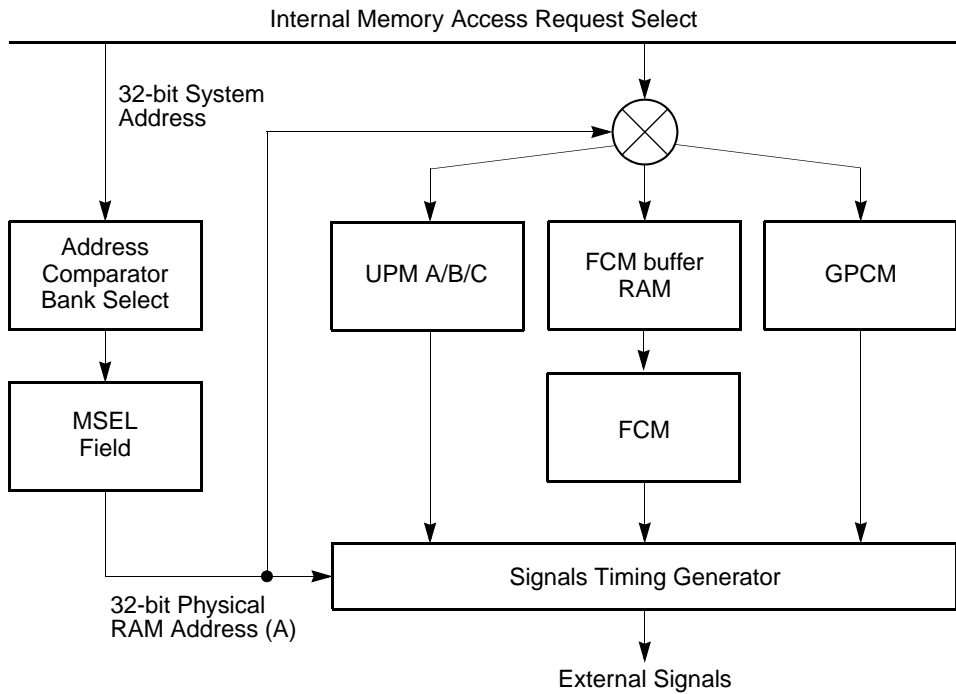 Internal Memory Access Request Select
32-bit System
Address
Address
Comparator
Bank Select
UPM A/B/C
FCM buffer
RAM
GPCM
MSEL
Field
FCM
Signals Timing Generator
32-bit Physical
RAM Address (A)
External Signals